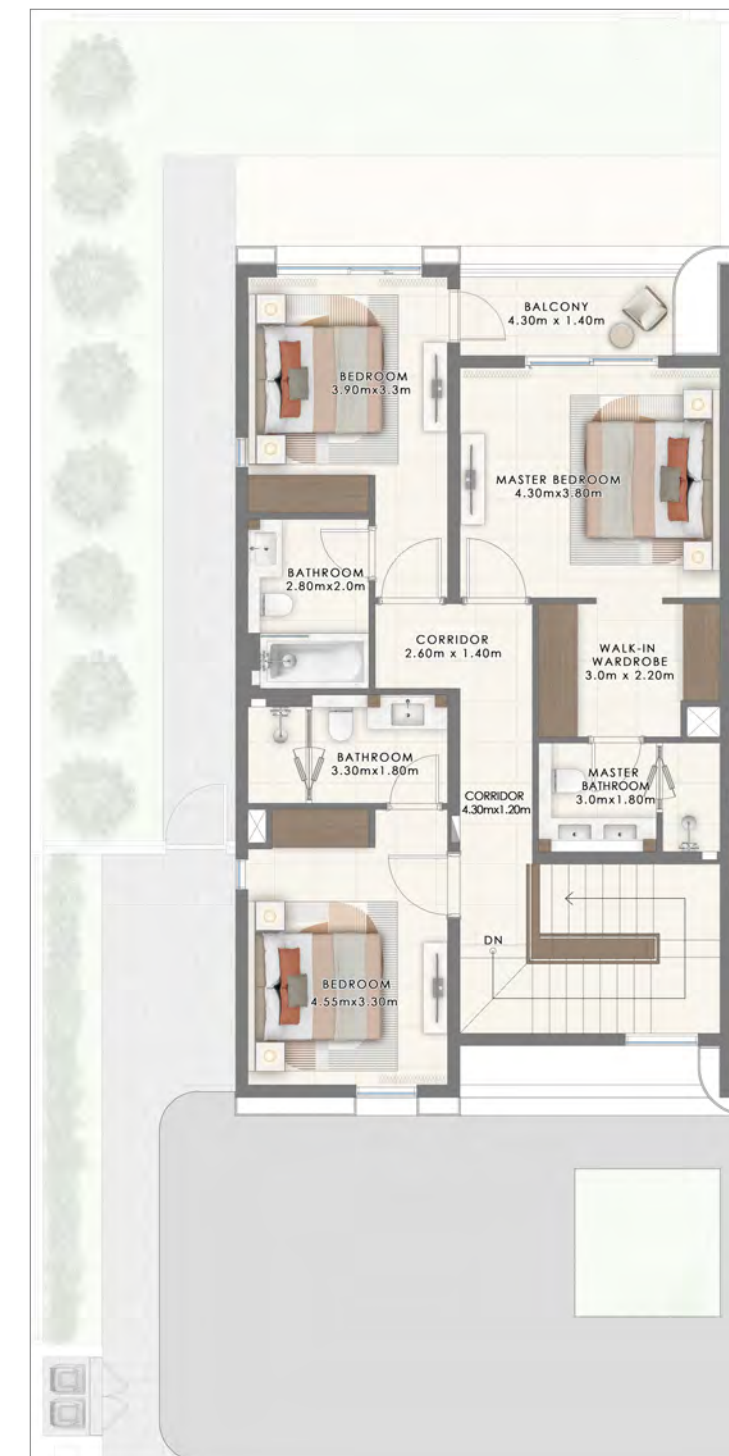 BALCONY
4.30m x 1.40m
BEDROOM
3.90mx3.3m
MASTER BEDROOM
4.30mx3.80m
BATHROOM
2.80mx2.0m
CORRIDOR
2.60m x 1.40m
WALK-IN
WARDROBE
3.0m x 2.20m
BATHROOM
3.30mx1.80m
MASTER
BATHROOM
3.0mx1.80m
CORRIDOR
4.30mx1.20m
DN
BEDROOM
4.55mx3.30m